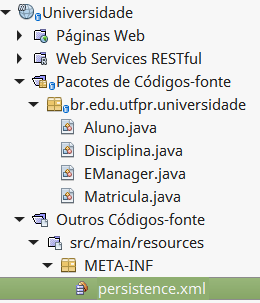 Universidade
Páginas Web
Web Services RESTful
Pacotes de Códigos-fonte
br.edu.utfpr.universidade
Aluno.java
Disciplina.java
EManager.java
Matricula.java
Outros Códigos-fonte
src/main/resources
META-INF
persistence.xml